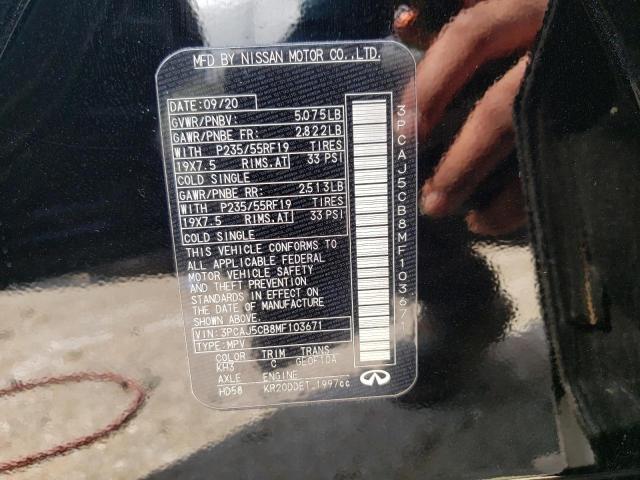 MFD BY NISSAN MOTOR CO.,LTD.
DATE:09/20
GVWR/PNBV: 5,075LB
GAWR/PNBE FR: 2,822LB
WITH P235/55RF19 TIRES
19X7.5 RIMS.AT 33 PSI
COLD SINGLE
GAWR/PNBE RR: 2513LB
WITH P235/55RF19 TIRES
19X7.5 RIMS.AT 33 PSI
COLD SINGLE
THIS VEHICLE CONFORMS TO
ALL APPLICABLE FEDERAL
MOTOR VEHICLE SAFETY
AND THEFT PREVENTION
STANDARDS IN EFFECT ON
THE DATE OF MANUFACTURE
SHOWN ABOVE.
VIN:3PCAJ5CB8MF103671
TYPE:MPV
COLOR TRIM TRANS
KH3 C GE0F1DA
AXLE ENGINE
HD58 KR20DDET 1997cc
3PCAJ5CB8MF103671